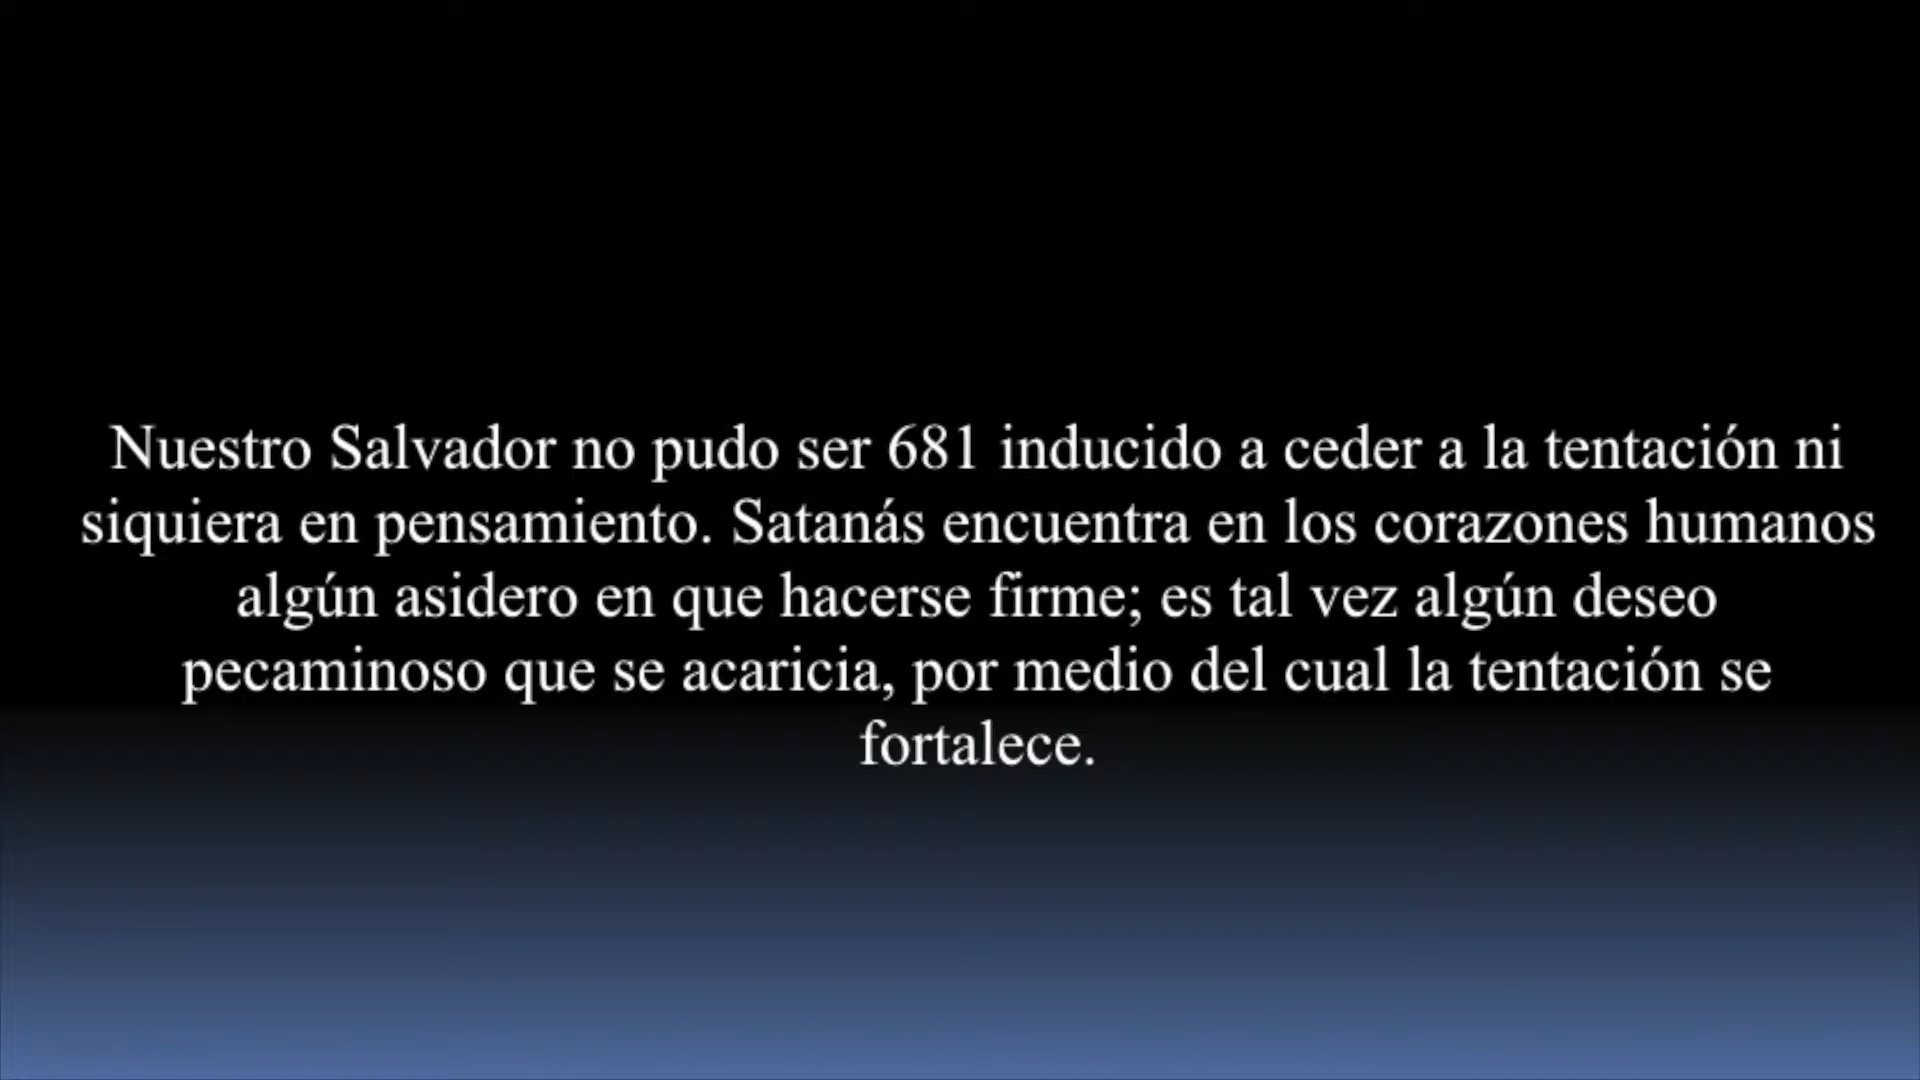 Nuestro Salvador no pudo ser 681 inducido a ceder a la tentación ni
siquiera en pensamiento. Satanás encuentra en los corazones humanos
algún asidero en que hacerse firme; es tal vez algún deseo
pecaminoso que se acaricia, por medio del cual la tentación se
fortalece.